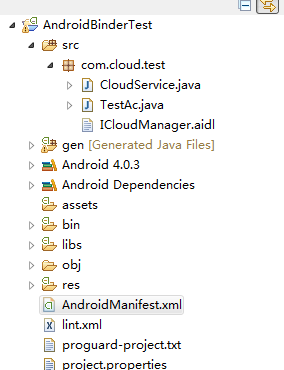 AndroidBinderTest
src
com.cloud.test
CloudService.java
TestAc.java
ICloudManager.aidl
gen [Generated Java Files]
Android 4.0.3
Android Dependencies
assets
bin
libs
obj
res
AndroidManifest.xml
lint.xml
proguard-project.txt
project.properties